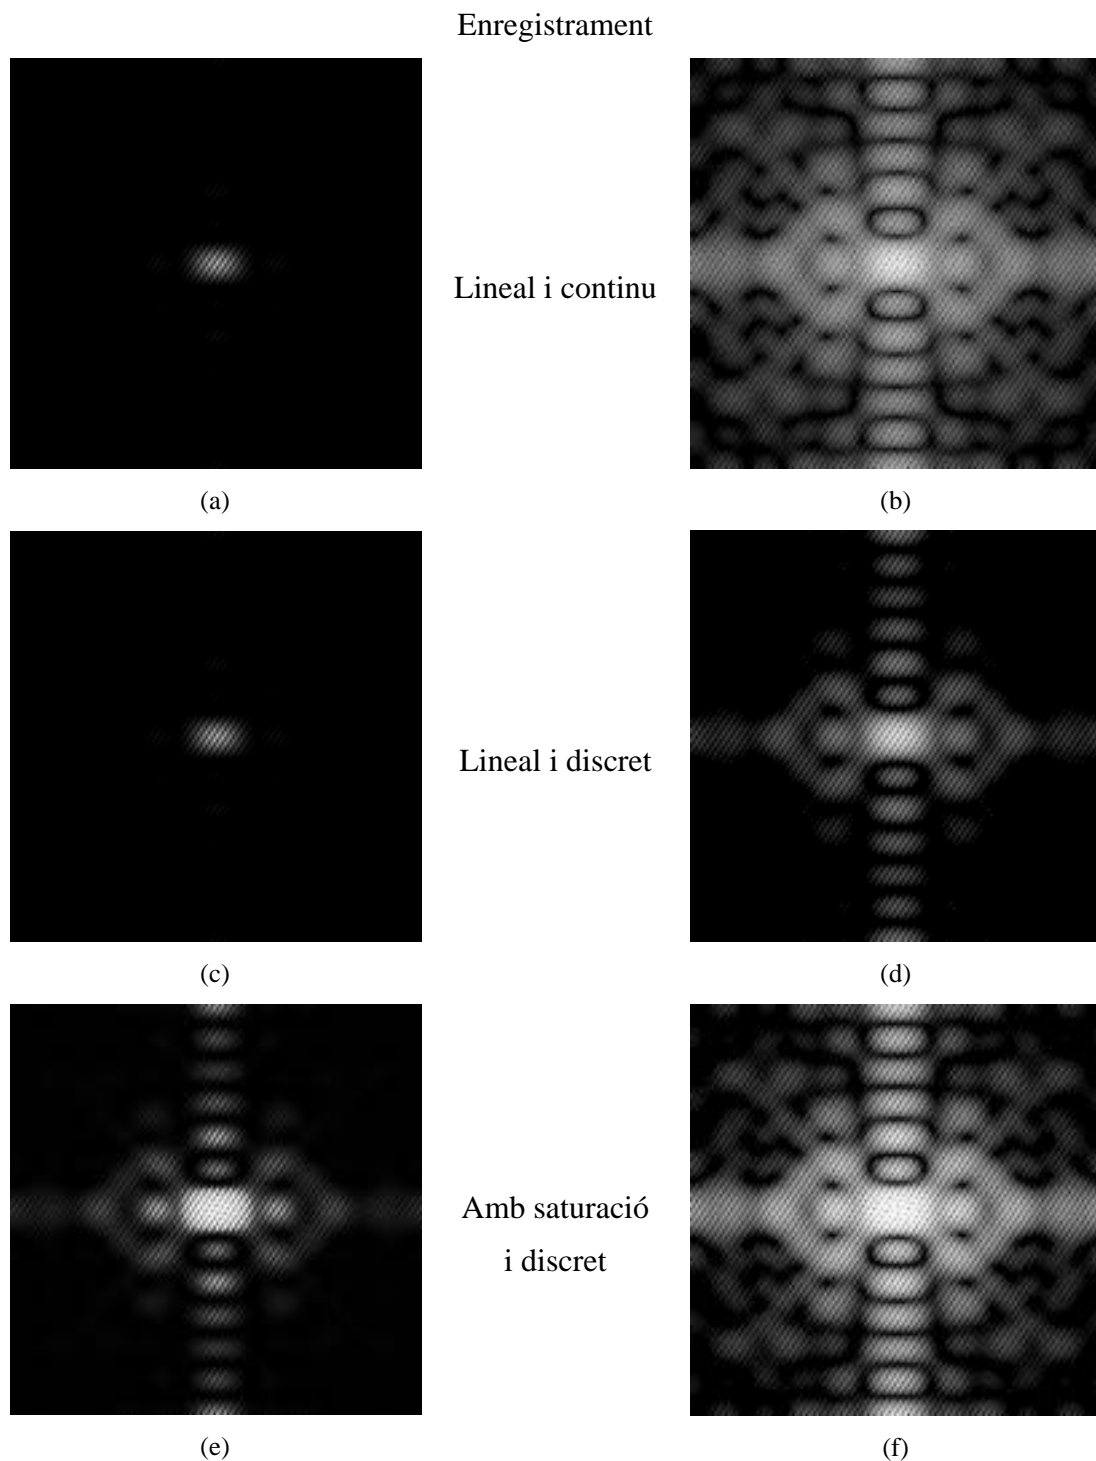 Enregistrament
Lineal i continu
(a)
(b)
Lineal i discret
(c)
(d)
Amb saturació
i discret
(e)
(f)